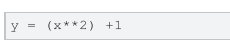 y = (x**2) +1